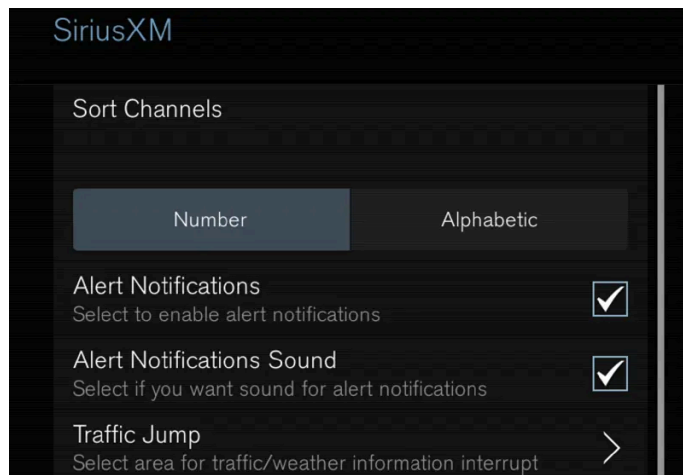 SiriusXM
Sort Channels
Number
Alphabetic
Alert Notifications
Select to enable alert notifications
Alert Notifications Sound
Select if you want sound for alert notifications
Traffic Jump
Select area for traffic/weather information interrupt